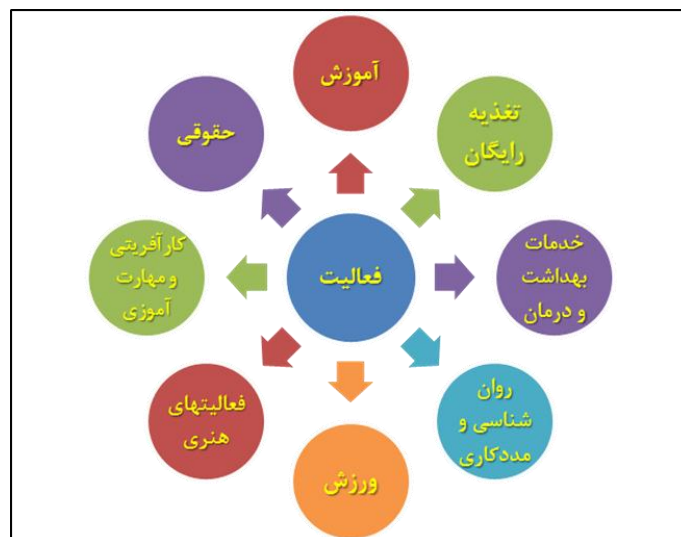 آموزش
تغذیه
رایگان
خدمات
بهداشت
و درمان
روان
شناسی و
مددکاری
ورزش
فعالیتهای
هنری
کارآفرینی
و مهارت
آموزی
حقوقی
فعالیت